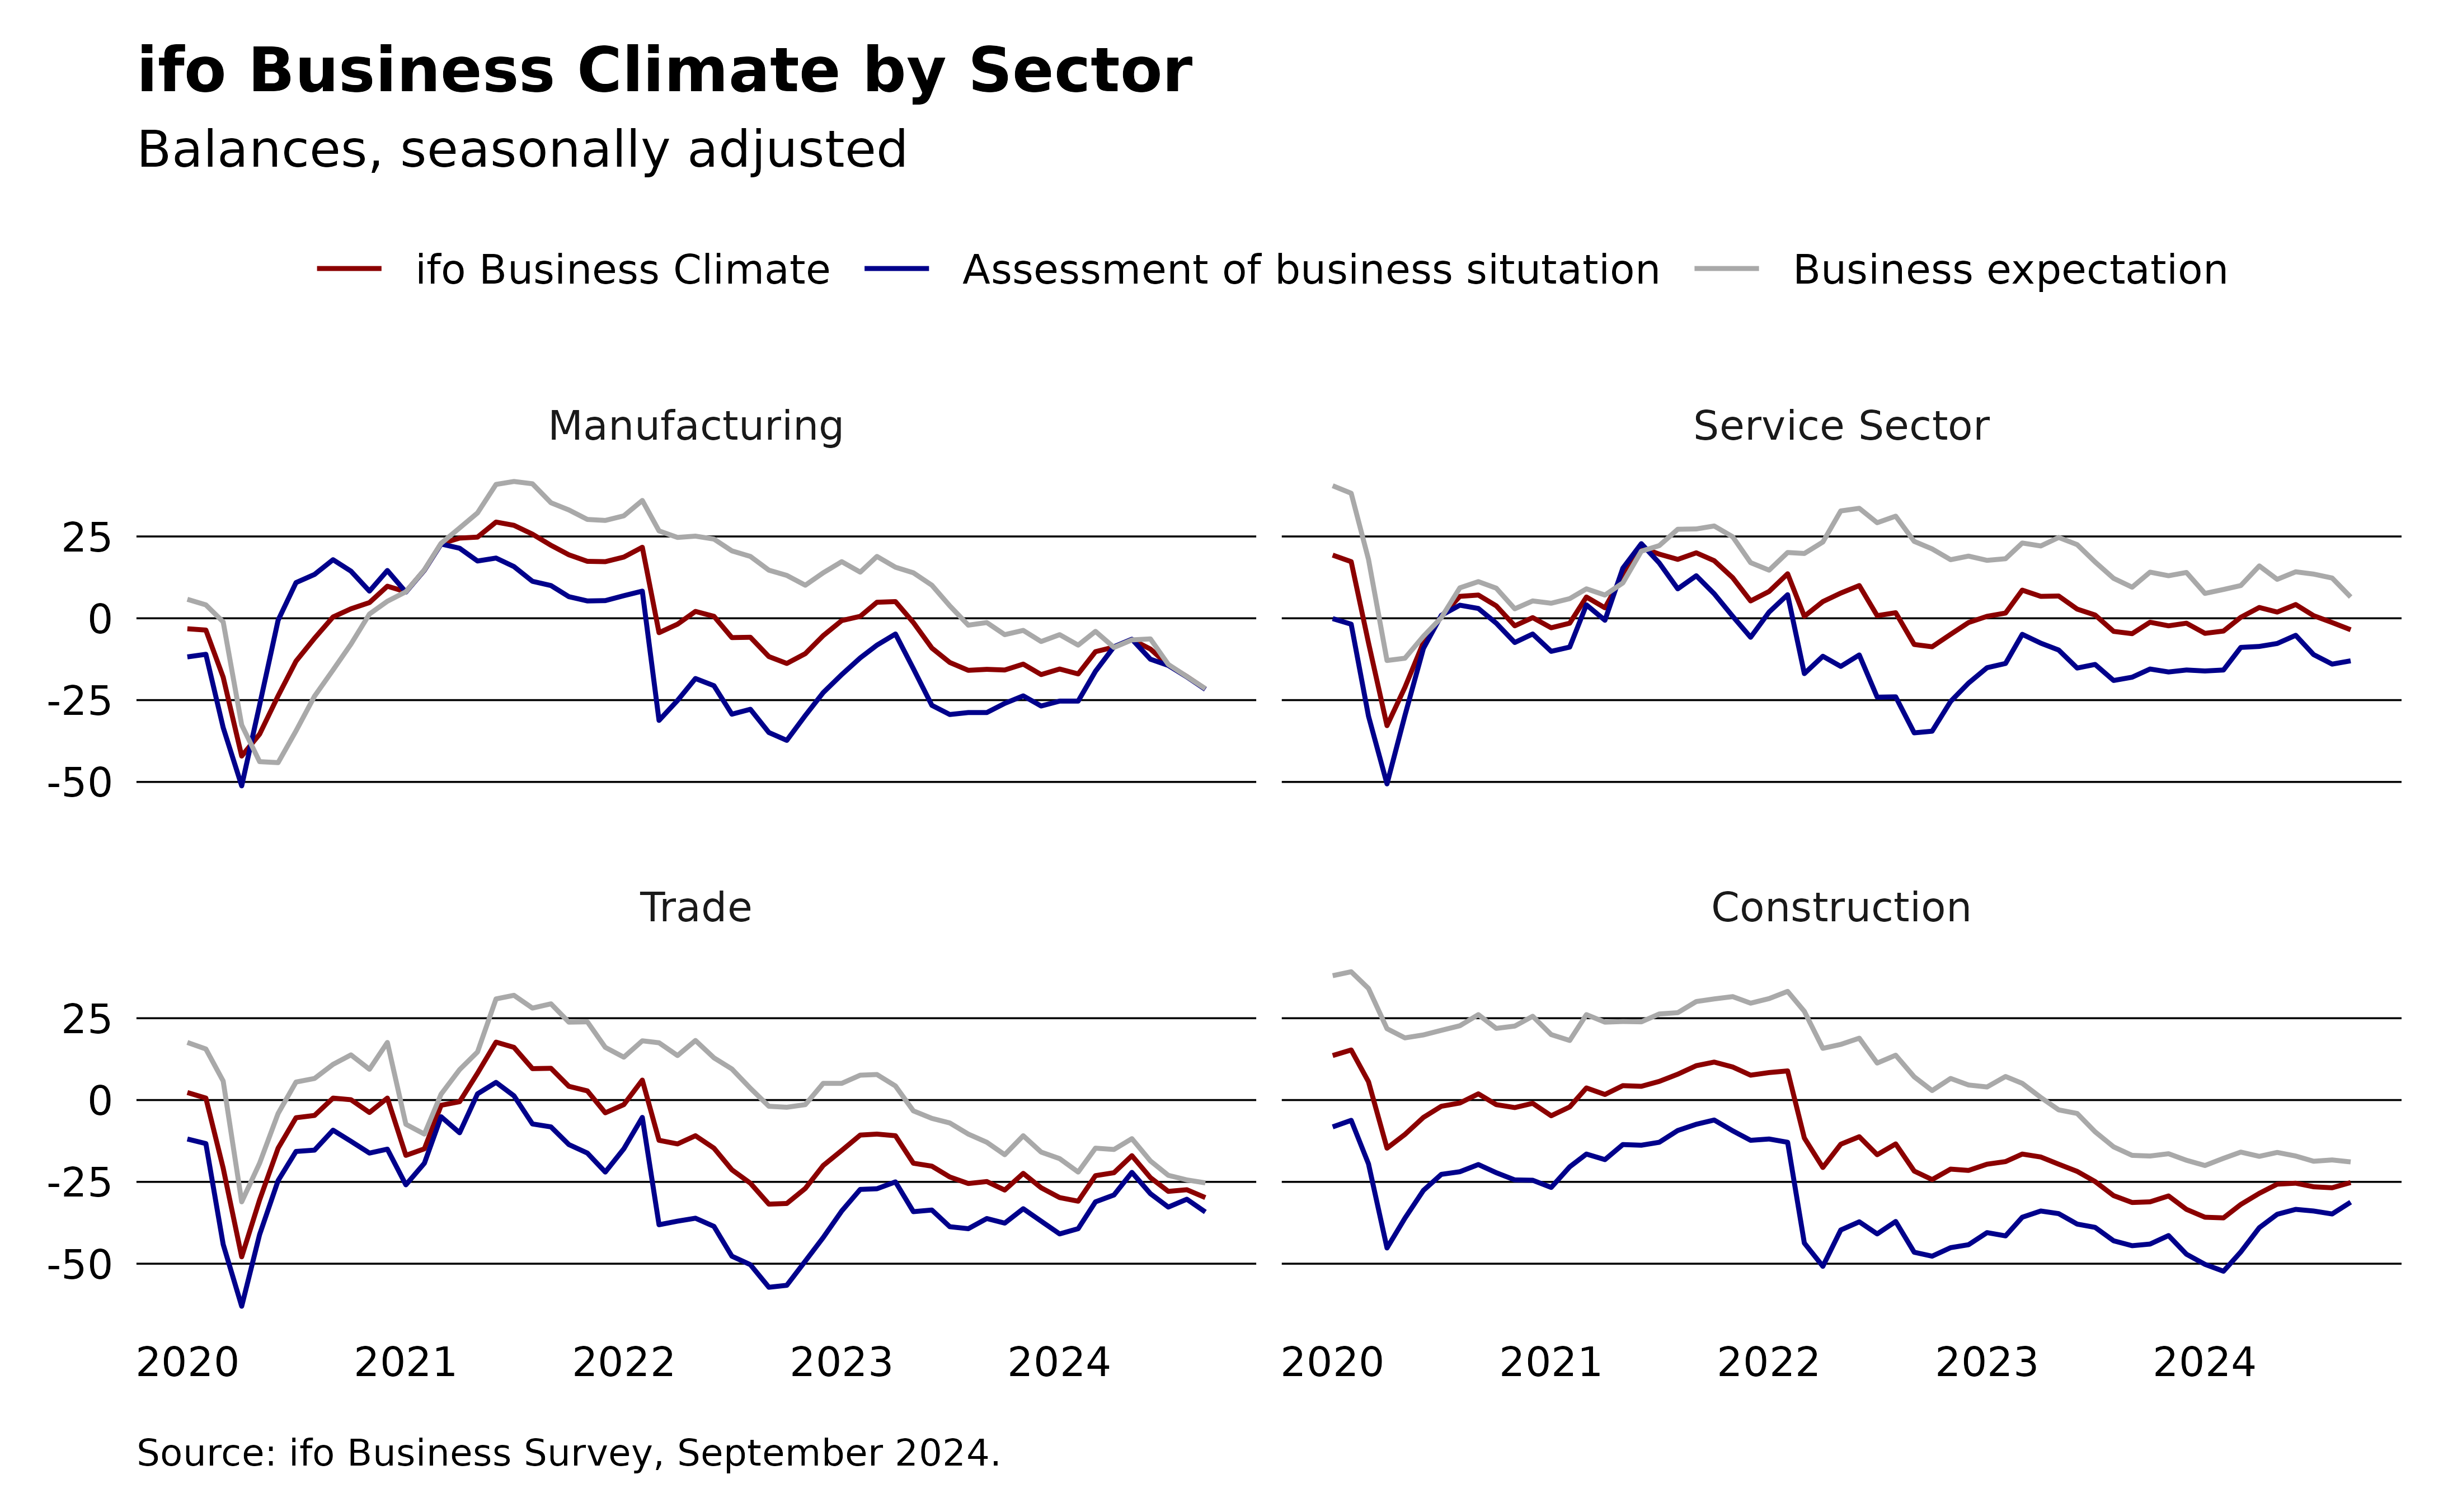 ifo Business Climate by Sector
Balances, seasonally adjusted
ifo Business Climate Assessment of business situtation Business expectation
Manufacturing Service Sector
25
0
-25
-50
Trade Construction
25
0
-25
-50
2020 2021 2022 2023 2024 2020 2021 2022 2023 2024
Source: ifo Business Survey, September 2024.